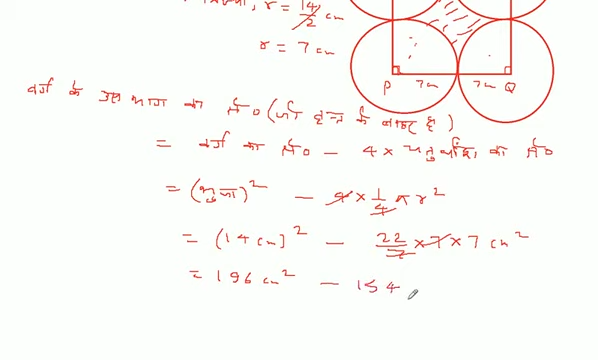 त्रिज्या, r = 14/2 cm
r = 7 cm
P 7cm 7cm Q
वर्ग के उस भाग का क्षे० (जो वृत्त के बाहर है)
= वर्ग का क्षे० - 4 × चतुर्थांश का क्षे०
= (भुजा)² - 4 × 1/4 πr²
= (14 cm)² - 22/7 × 7 × 7 cm²
= 196 cm² - 154